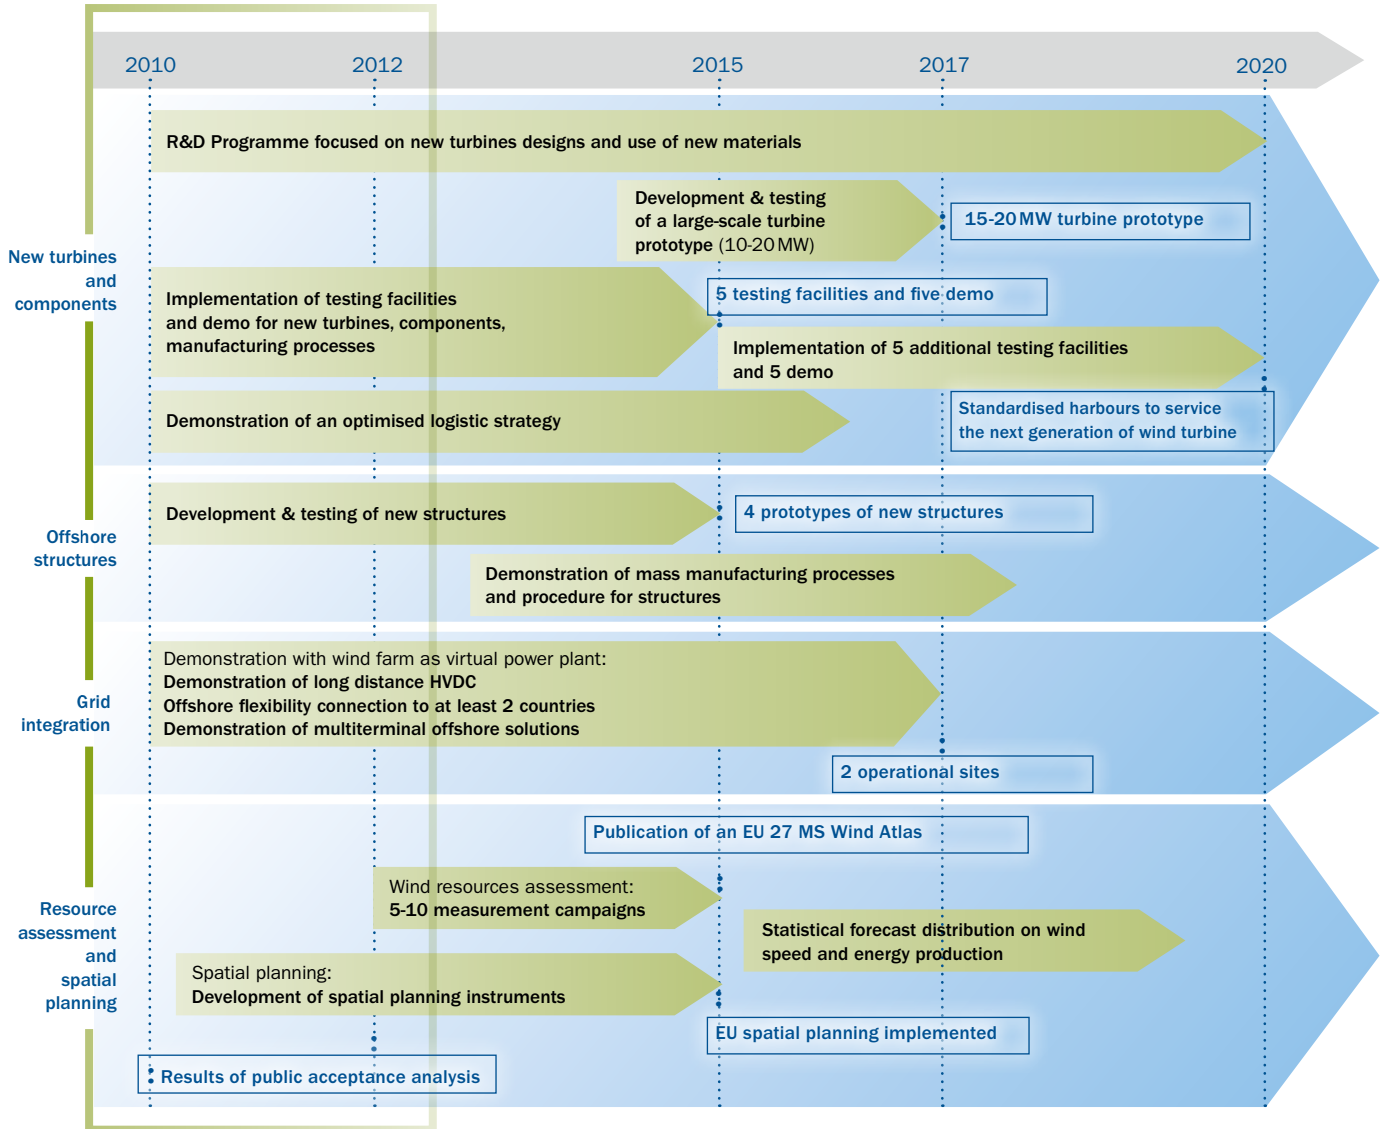 2010
2012
2015
2017
2020
New turbines
and
components
R&D Programme focused on new turbines designs and use of new materials
Development & testing
of a large-scale turbine
prototype (10-20 MW)
15-20 MW turbine prototype
Implementation of testing facilities
and demo for new turbines, components,
manufacturing processes
5 testing facilities and five demo
Implementation of 5 additional testing facilities
and 5 demo
Demonstration of an optimised logistic strategy
Standardised harbours to service
the next generation of wind turbine
Offshore
structures
Development & testing of new structures
4 prototypes of new structures
Demonstration of mass manufacturing processes
and procedure for structures
Grid
integration
Demonstration with wind farm as virtual power plant:
Demonstration of long distance HVDC
Offshore flexibility connection to at least 2 countries
Demonstration of multiterminal offshore solutions
2 operational sites
Resource
assessment
and
spatial
planning
Publication of an EU 27 MS Wind Atlas
Wind resources assessment:
5-10 measurement campaigns
Statistical forecast distribution on wind
speed and energy production
Spatial planning:
Development of spatial planning instruments
EU spatial planning implemented
Results of public acceptance analysis